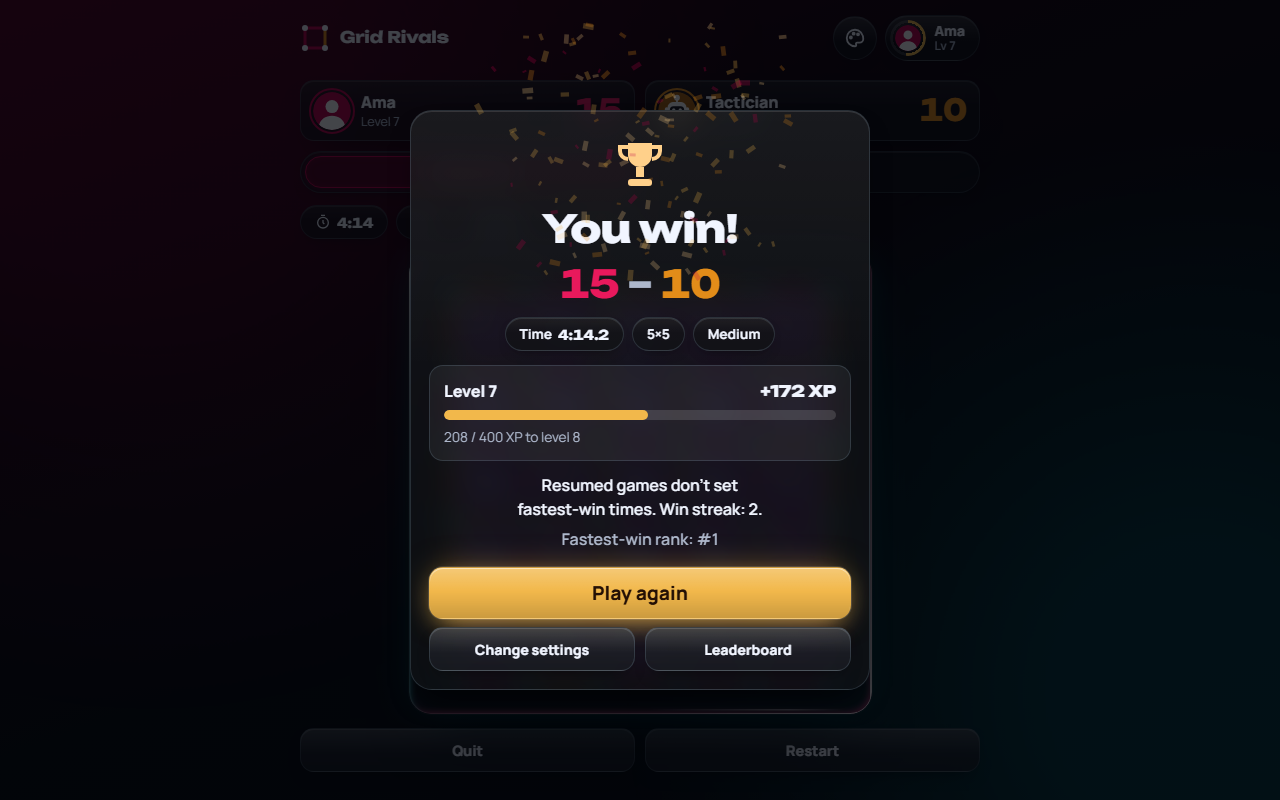 Grid Rivals
Ama
Lv 7
Ama
Level 7
15
Tactician
10
4:14
You win!
15 – 10
Time 4:14.2
5×5
Medium
Level 7
+172 XP
208 / 400 XP to level 8
Resumed games don't set
fastest-win times. Win streak: 2.
Fastest-win rank: #1
Play again
Change settings
Leaderboard
Quit
Restart